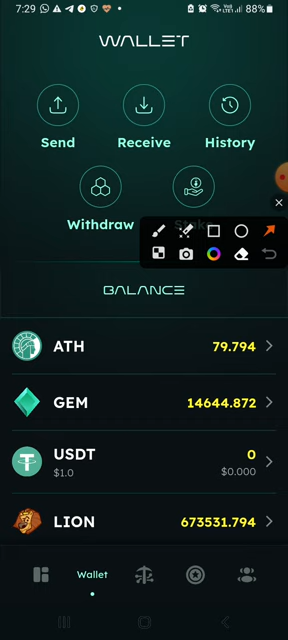 7:29 88%
WALLET
Send Receive History
Withdraw
BALANCE
ATH 79.794
GEM 14644.872
USDT 0
$1.0 $0.000
LION 673531.794
Wallet